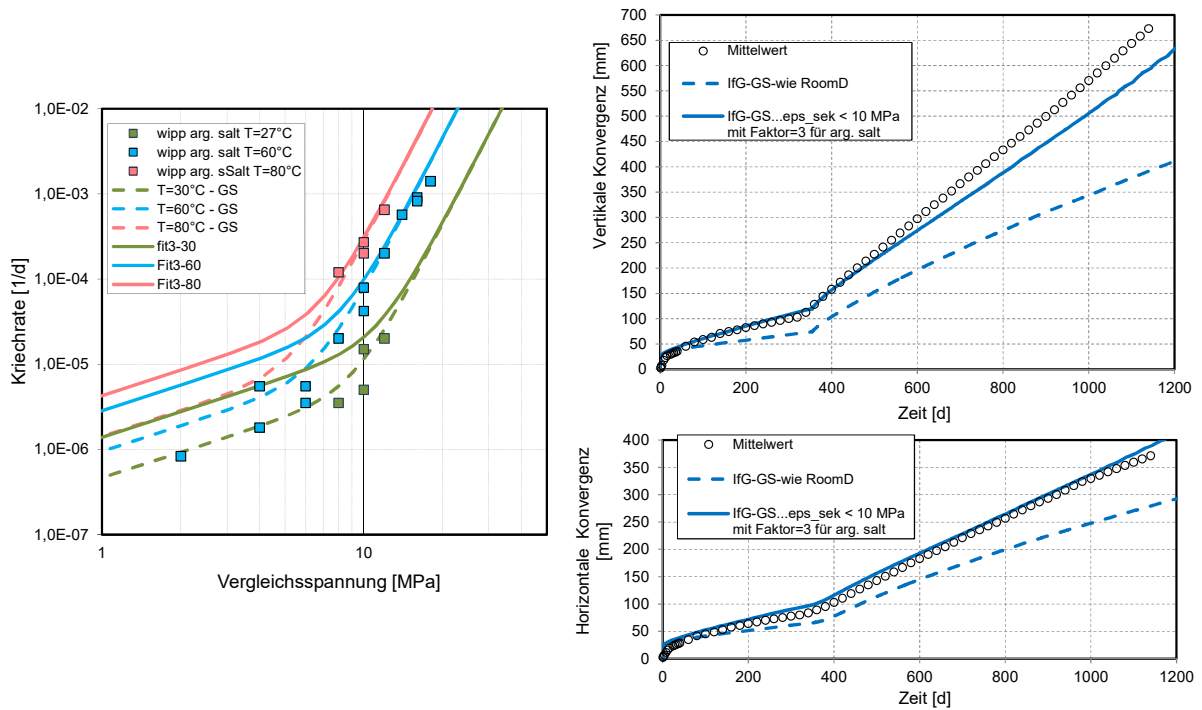 1,0E-02
1,0E-03
1,0E-04
1,0E-05
1,0E-06
1,0E-07
Kriechrate [1/d]
wipp arg. salt T=27°C
wipp arg. salt T=60°C
wipp arg. sSalt T=80°C
T=30°C - GS
T=60°C - GS
T=80°C - GS
fit3-30
Fit3-60
Fit3-80
1 10
Vergleichsspannung [MPa]
700
650
600
550
500
450
400
350
300
250
200
150
100
50
0
Vertikale Konvergenz [mm]
Mittelwert
IfG-GS-wie RoomD
IfG-GS...eps_sek < 10 MPa
mit Faktor=3 für arg. salt
0 200 400 600 800 1000 1200
Zeit [d]
400
350
300
250
200
150
100
50
0
Horizontale Konvergenz
[mm]
Mittelwert
IfG-GS-wie RoomD
IfG-GS...eps_sek < 10 MPa
mit Faktor=3 für arg. salt
0 200 400 600 800 1000 1200
Zeit [d]